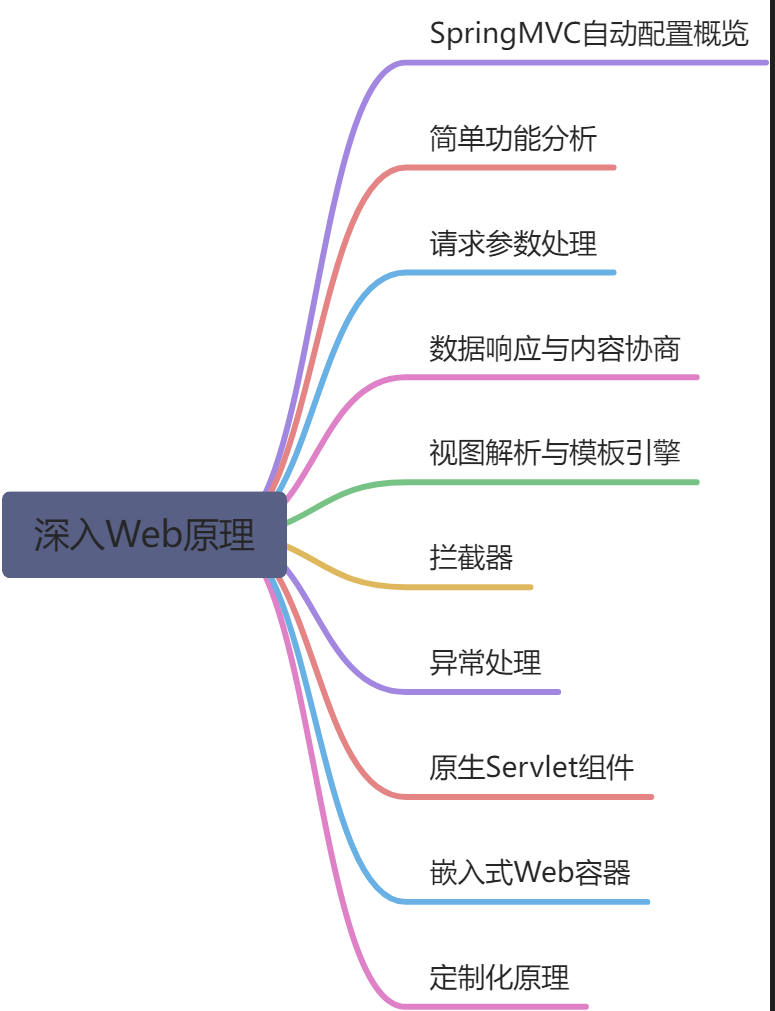 SpringMVC自动配置概览
简单功能分析
请求参数处理
数据响应与内容协商
视图解析与模板引擎
深入Web原理
拦截器
异常处理
原生Servlet组件
嵌入式Web容器
定制化原理